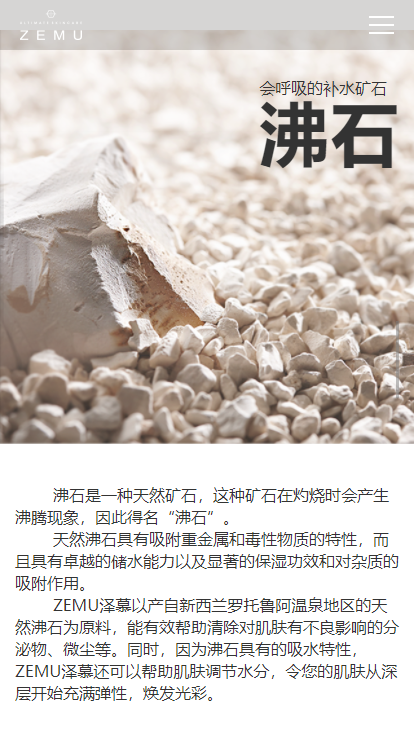 ZEMU
会呼吸的补水矿石
沸石
沸石是一种天然矿石，这种矿石在灼烧时会产生
沸腾现象，因此得名“沸石”。
天然沸石具有吸附重金属和毒性物质的特性，而
且具有卓越的储水能力以及显著的保湿功效和对杂质的
吸附作用。
ZEMU泽慕以产自新西兰罗托鲁阿温泉地区的天
然沸石为原料，能有效帮助清除对肌肤有不良影响的分
泌物、微尘等。同时，因为沸石具有的吸水特性，
ZEMU泽慕还可以帮助肌肤调节水分，令您的肌肤从深
层开始充满弹性，焕发光彩。